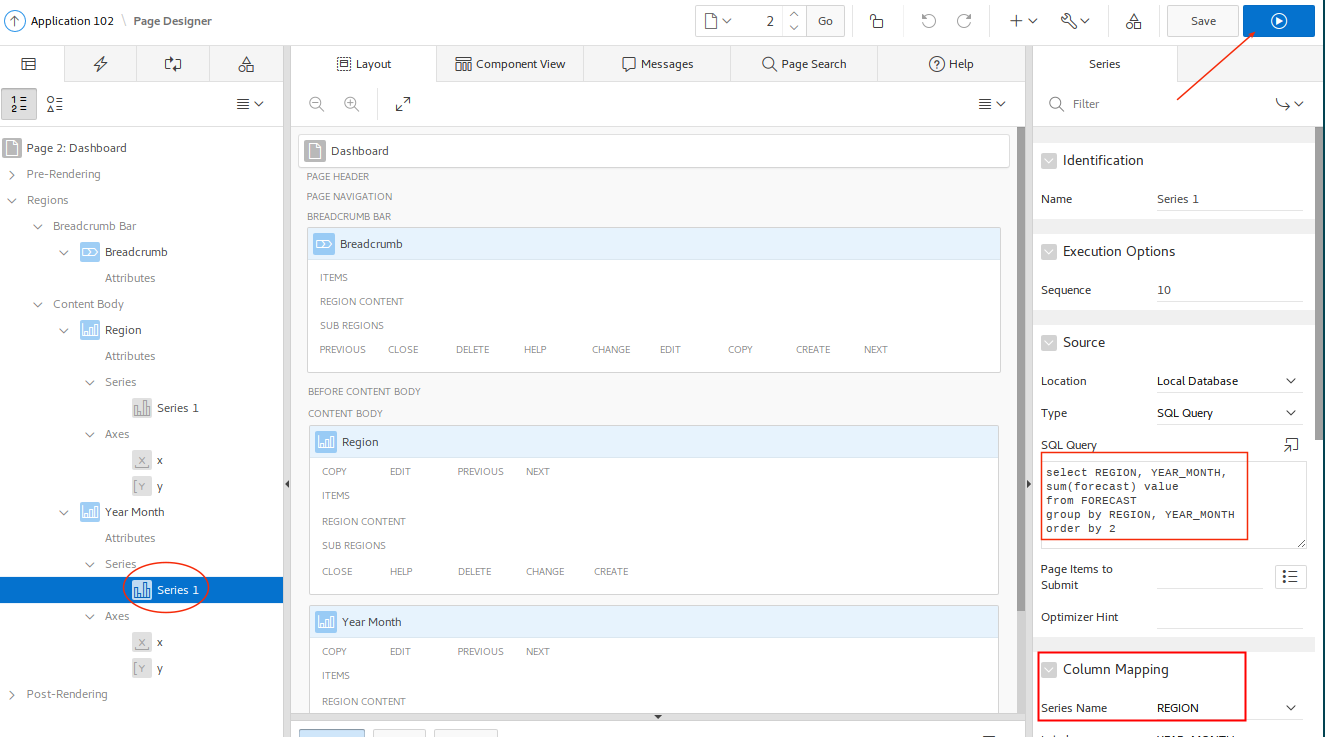 Application 102 \ Page Designer
2 Go
Save
Layout
Component View
Messages
Page Search
Help
Series
1
2
Filter
Page 2: Dashboard
Pre-Rendering
Regions
Breadcrumb Bar
Breadcrumb
Attributes
Content Body
Region
Attributes
Series
Series 1
Axes
x
y
Year Month
Attributes
Series
Series 1
Axes
x
y
Post-Rendering
Dashboard
PAGE HEADER
PAGE NAVIGATION
BREADCRUMB BAR
Breadcrumb
ITEMS
REGION CONTENT
SUB REGIONS
PREVIOUS CLOSE DELETE HELP CHANGE EDIT COPY CREATE NEXT
BEFORE CONTENT BODY
CONTENT BODY
Region
COPY EDIT PREVIOUS NEXT
ITEMS
REGION CONTENT
SUB REGIONS
CLOSE HELP DELETE CHANGE CREATE
Year Month
COPY EDIT PREVIOUS NEXT
ITEMS
REGION CONTENT
Identification
Name Series 1
Execution Options
Sequence 10
Source
Location Local Database
Type SQL Query
SQL Query
select REGION, YEAR_MONTH,
sum(forecast) value
from FORECAST
group by REGION, YEAR_MONTH
order by 2
Page Items to
Submit
Optimizer Hint
Column Mapping
Series Name REGION